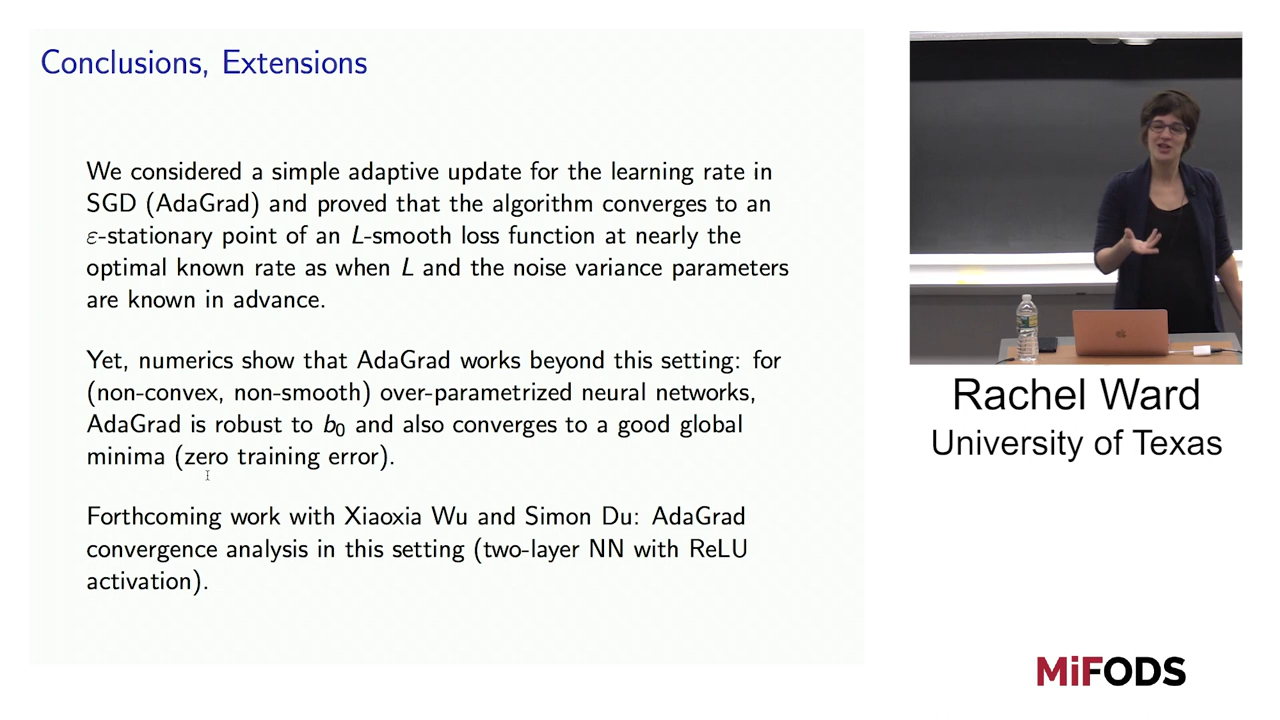 Conclusions, Extensions
We considered a simple adaptive update for the learning rate in
SGD (AdaGrad) and proved that the algorithm converges to an
ε-stationary point of an L-smooth loss function at nearly the
optimal known rate as when L and the noise variance parameters
are known in advance.
Yet, numerics show that AdaGrad works beyond this setting: for
(non-convex, non-smooth) over-parametrized neural networks,
AdaGrad is robust to b₀ and also converges to a good global
minima (zero training error).
Forthcoming work with Xiaoxia Wu and Simon Du: AdaGrad
convergence analysis in this setting (two-layer NN with ReLU
activation).
Rachel Ward
University of Texas
MiFODS